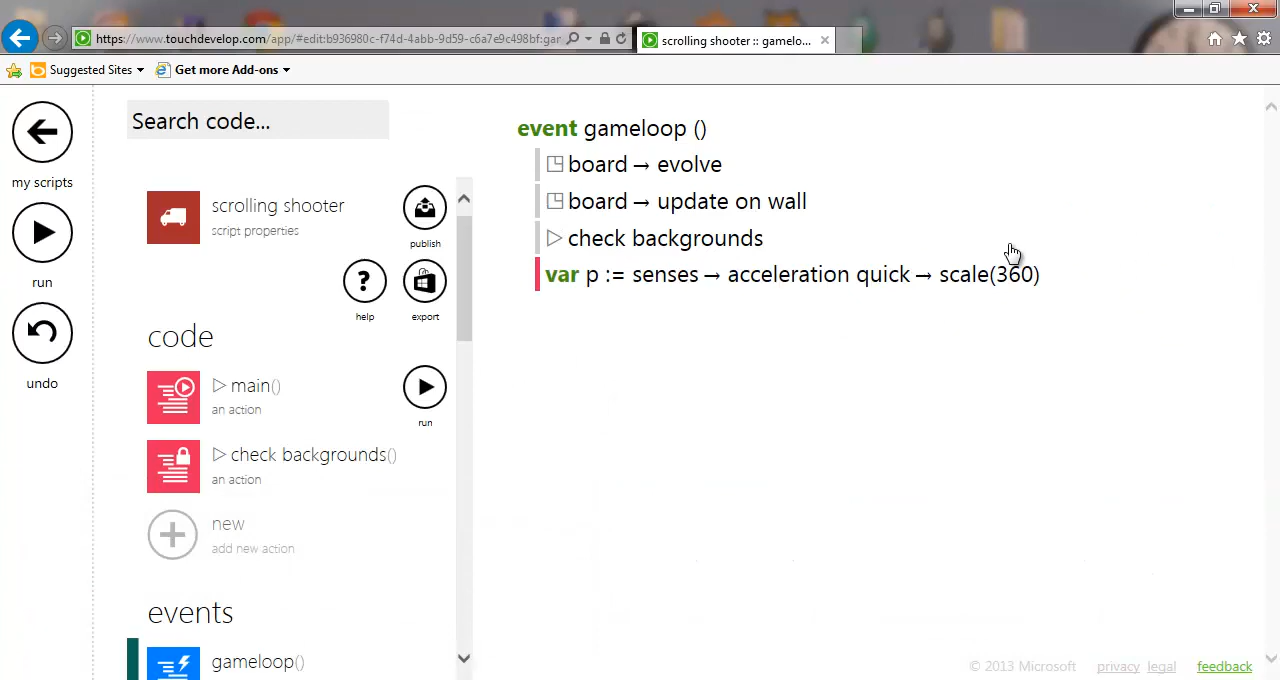 https://www.touchdevelop.com/app/#edit:b936980c-f74d-4abb-9d59-c6a7e9c498bf:gar
scrolling shooter :: gamelo...
Suggested Sites
Get more Add-ons
my scripts
run
undo
Search code...
scrolling shooter
script properties
publish
help
export
code
main()
an action
run
check backgrounds()
an action
new
add new action
events
gameloop()
event gameloop ()
board → evolve
board → update on wall
check backgrounds
var p := senses → acceleration quick → scale(360)
© 2013 Microsoft privacy legal feedback